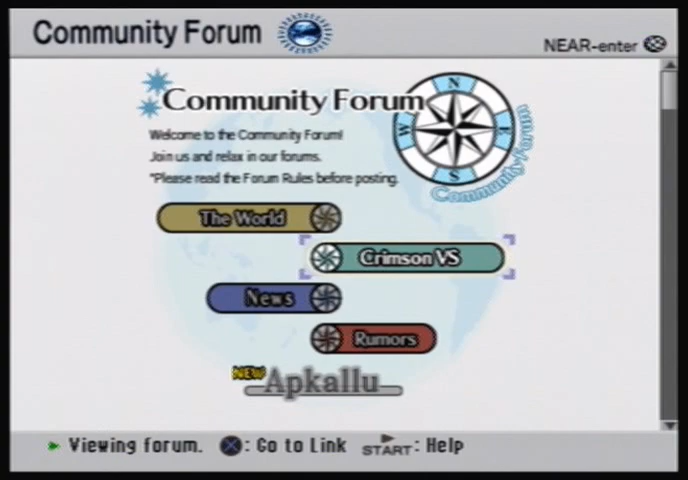 Community Forum
NEAR-enter
Community Forum
N
W
E
S
CommunityForum
Welcome to the Community Forum!
Join us and relax in our forums.
*Please read the Forum Rules before posting.
The World
Crimson VS
News
Rumors
NEW Apkallu
Viewing forum. X: Go to Link START: Help